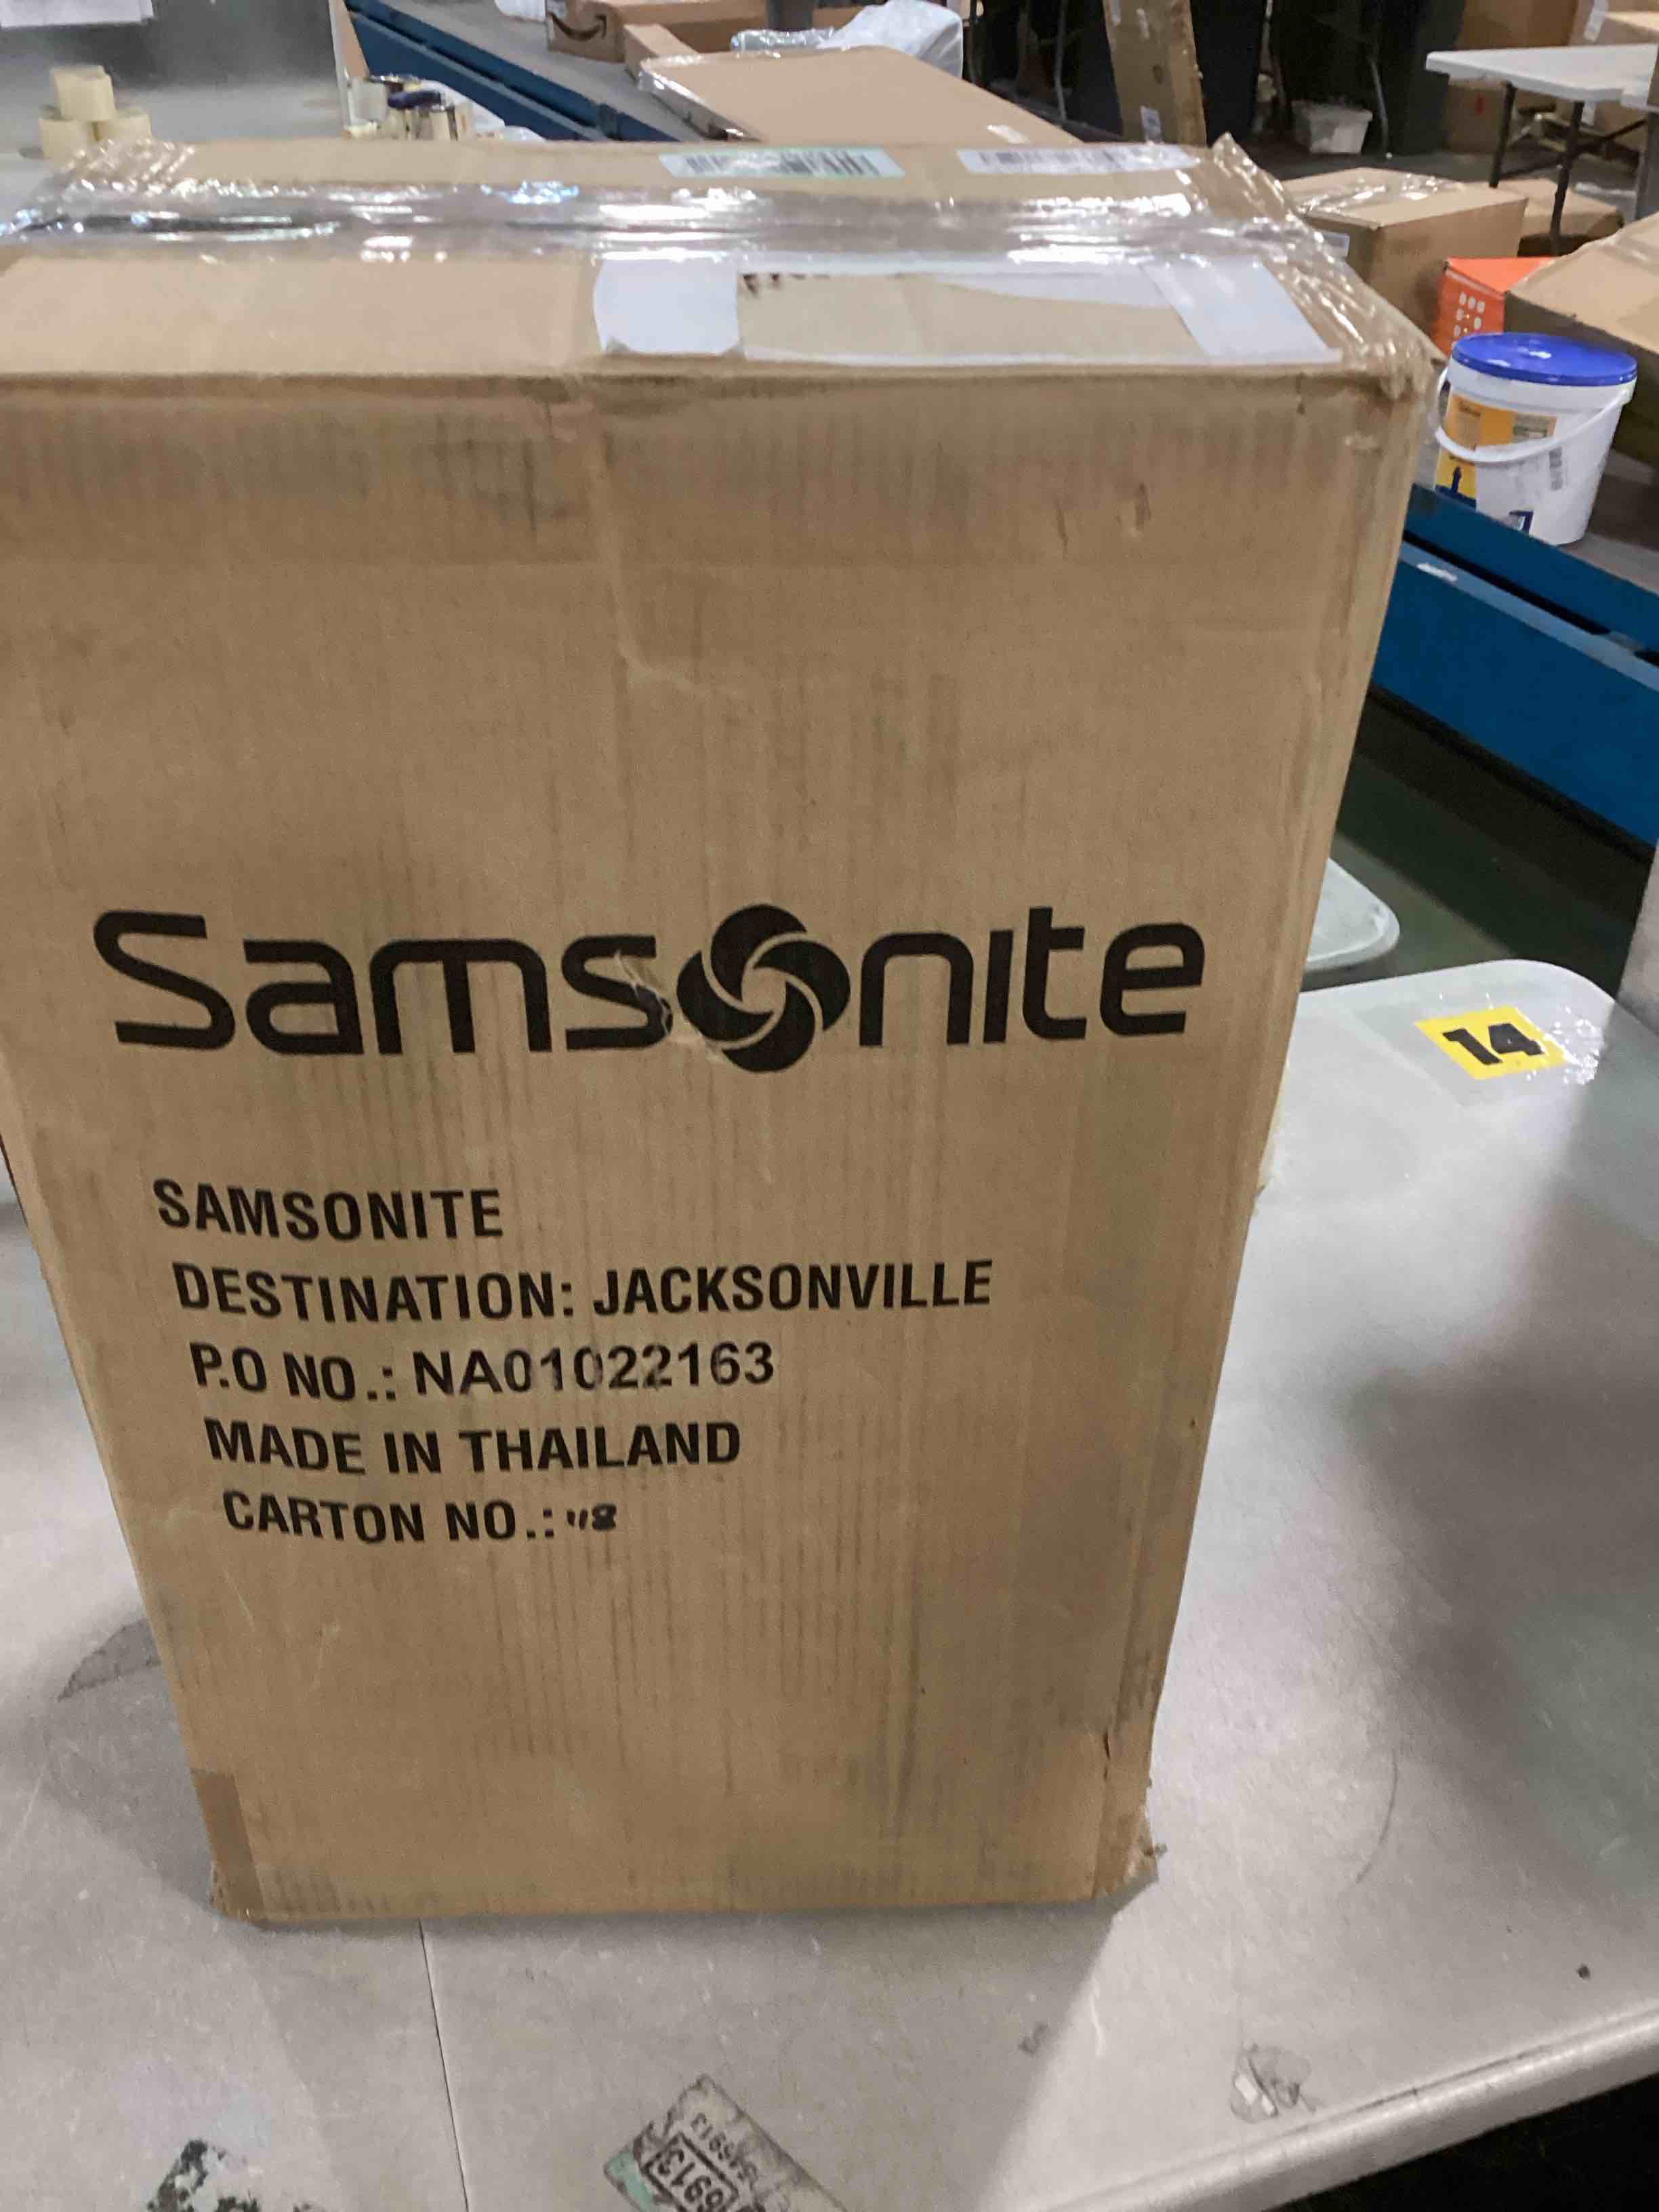 Samsonite
SAMSONITE
DESTINATION: JACKSONVILLE
P.O NO.: NA01022163
MADE IN THAILAND
CARTON NO.:
14